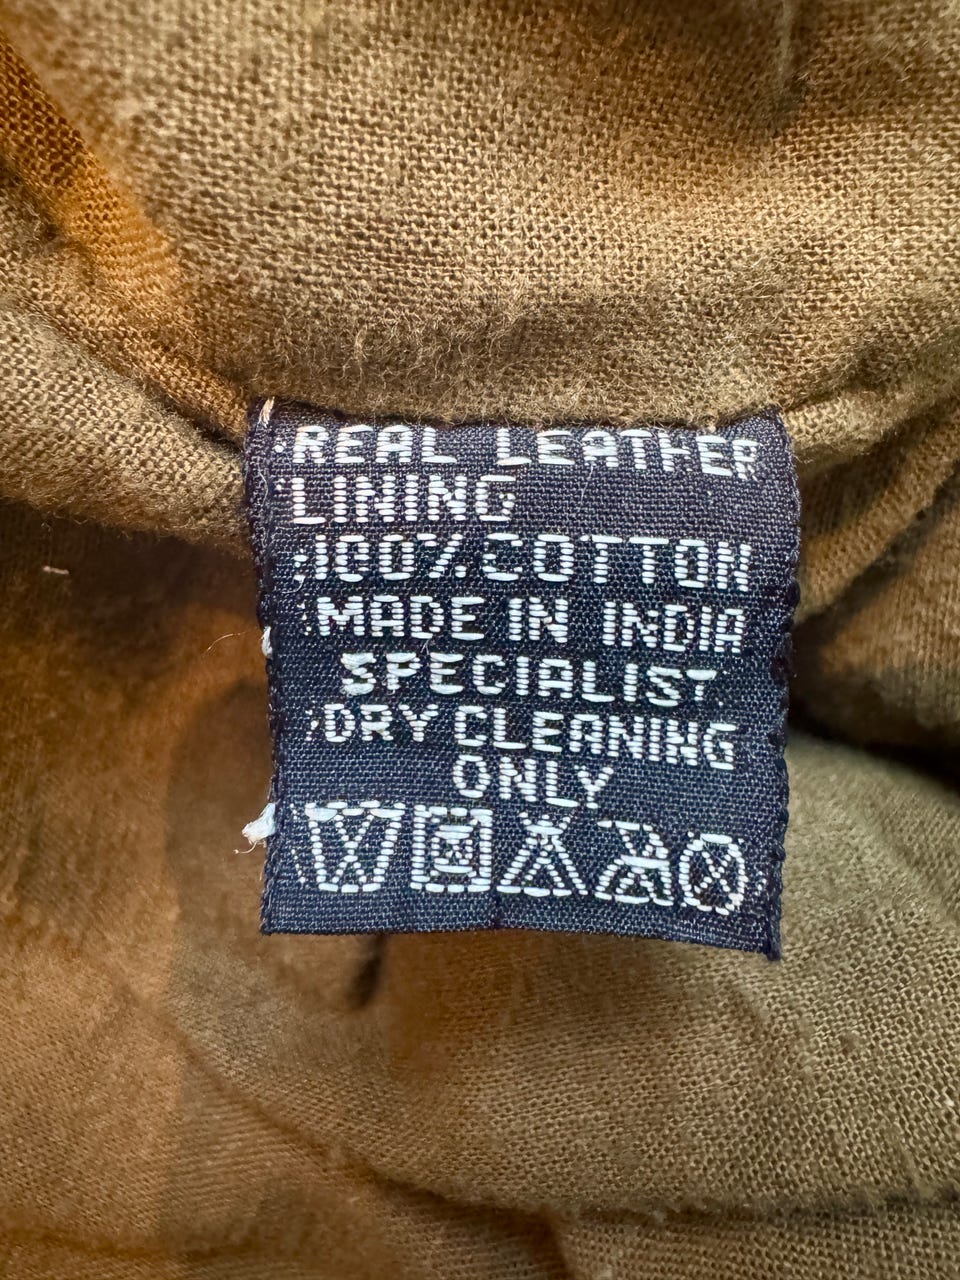 REAL LEATHER
LINING
100% COTTON
MADE IN INDIA
SPECIALIST
DRY CLEANING
ONLY